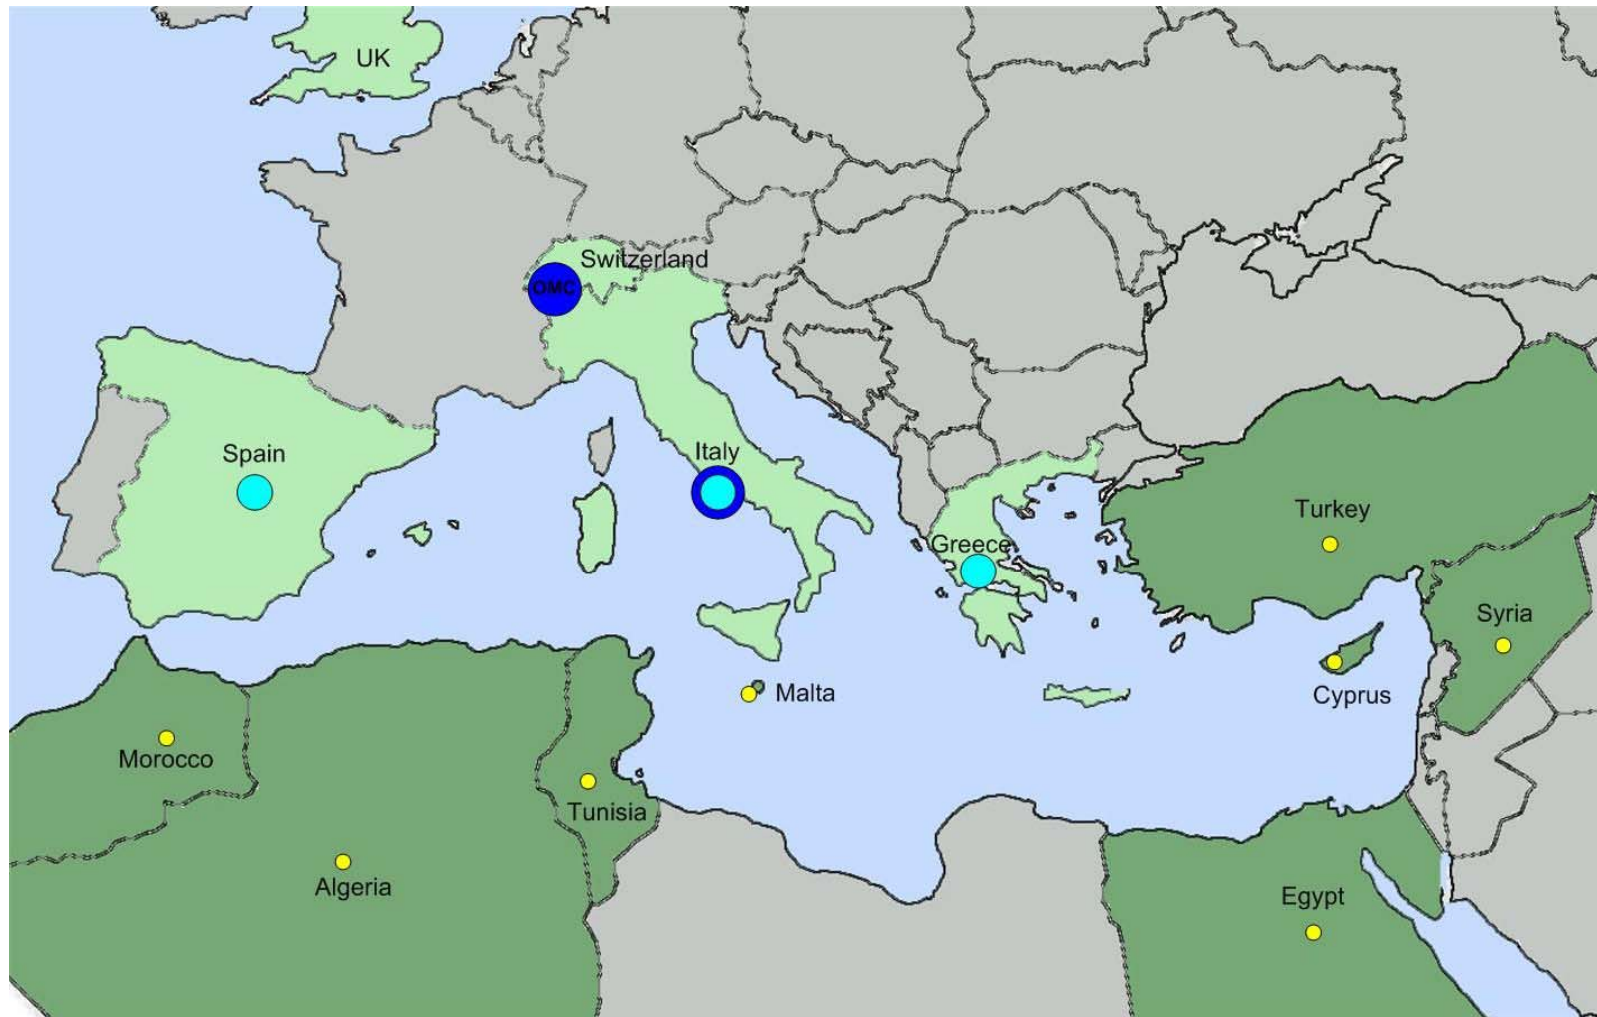 UK
Switzerland
OMC
Spain
Italy
Turkey
Greece
Syria
Malta
Cyprus
Morocco
Tunisia
Algeria
Egypt